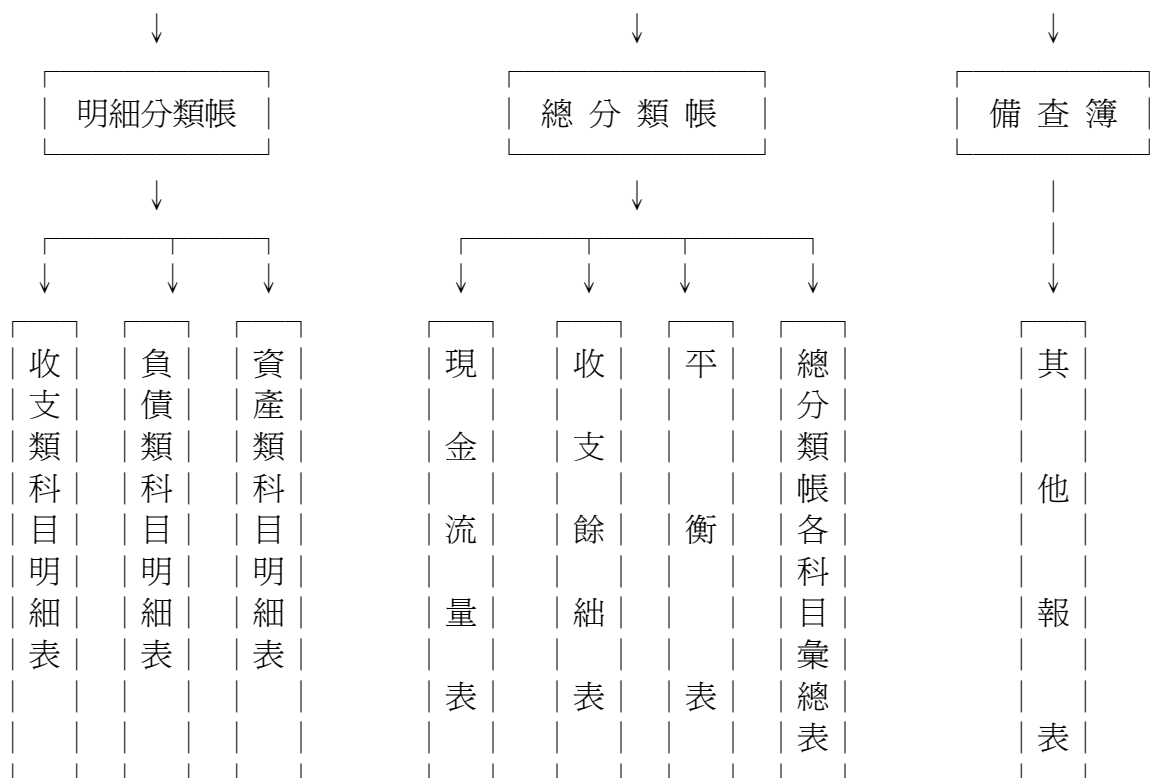 明細分類帳
總分類帳
備查簿
收支類科目明細表
負債類科目明細表
資產類科目明細表
現金流量表
收支餘絀表
平衡表
總分類帳各科目彙總表
其他報表